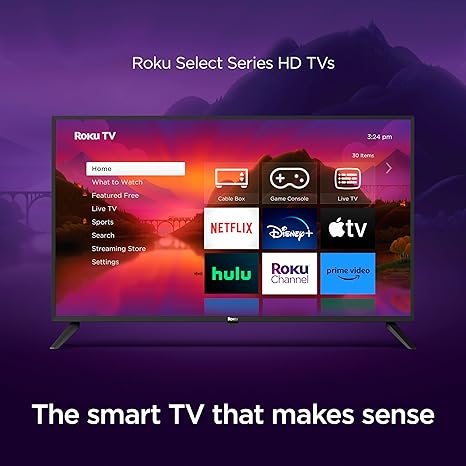 Roku Select Series HD TVs
Roku TV
3:24 pm
30 Items
Home
What to Watch
Featured Free
Live TV
Sports
Search
Streaming Store
Settings
Cable Box
Game Console
Live TV
NETFLIX
Disney+
tv
hulu
Roku
Channel
prime video
Roku
The smart TV that makes sense